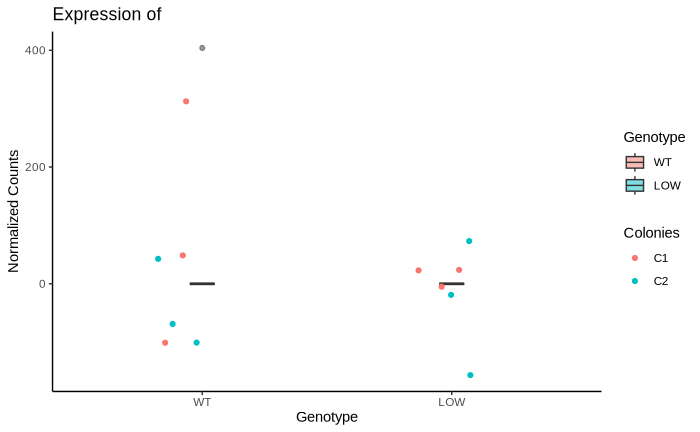 Expression of
400
200
0
Normalized Counts
WT
LOW
Genotype
Genotype
WT
LOW
Colonies
C1
C2